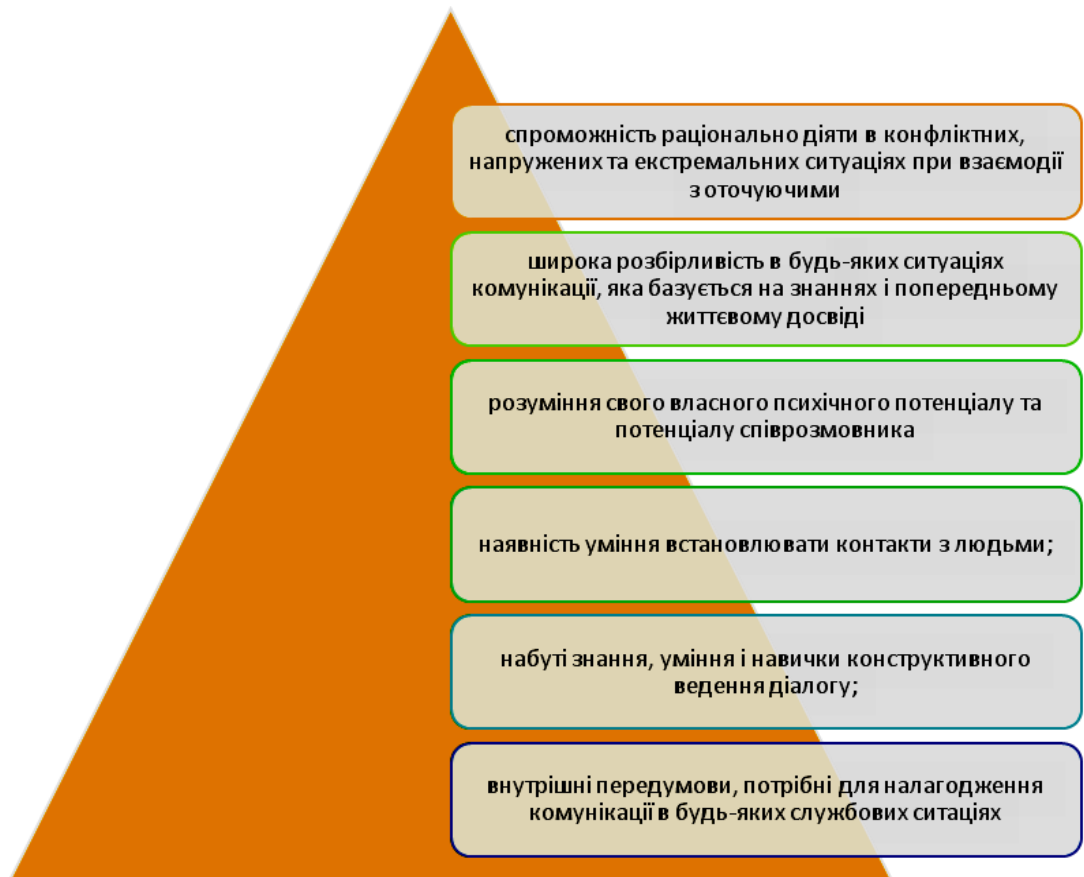 спроможність раціонально діяти в конфліктних,
напружених та екстремальних ситуаціях при взаємодії
з оточуючими
широка розбірливість в будь-яких ситуаціях
комунікації, яка базується на знаннях і попередньому
життєвому досвіді
розуміння свого власного психічного потенціалу та
потенціалу співрозмовника
наявність уміння встановлювати контакти з людьми;
набуті знання, уміння і навички конструктивного
ведення діалогу;
внутрішні передумови, потрібні для налагодження
комунікації в будь-яких службових ситаціях